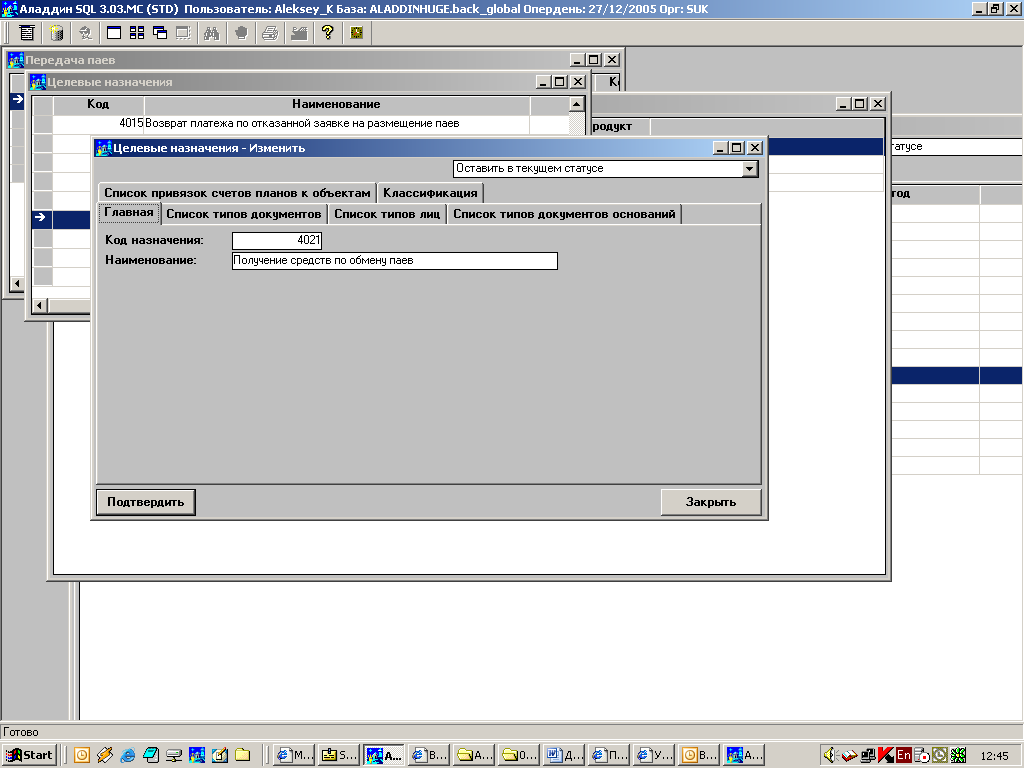 Аладдин SQL 3.03.MC (STD) Пользователь: Aleksey_K База: ALADDINHUGE.back_global Опердень: 27/12/2005 Орг: SUK
Передача паев
Целевые назначения
Код Наименование
4015 Возврат платежа по отказанной заявке на размещение паев
родукт
татусе
год
Целевые назначения - Изменить
Оставить в текущем статусе
Список привязок счетов планов к объектам Классификация
Главная Список типов документов Список типов лиц Список типов документов оснований
Код назначения: 4021
Наименование: Получение средств по обмену паев
Подтвердить Закрыть
Готово
Start M... S... А... В... А... О... Д... П... У... В... А... En 12:45